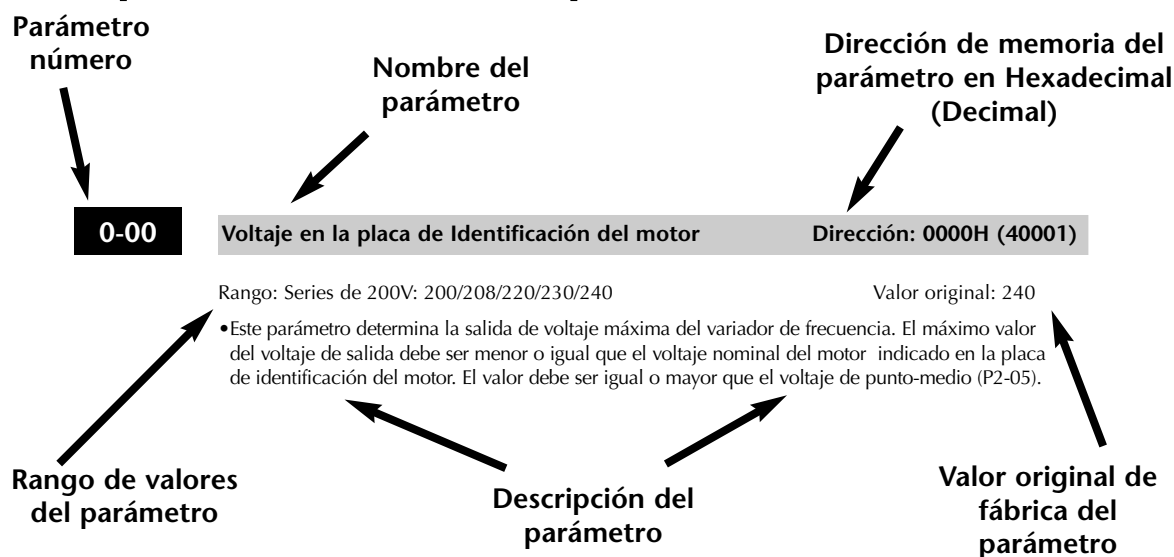 Parámetro
número
Nombre del
parámetro
Dirección de memoria del
parámetro en Hexadecimal
(Decimal)
0-00
Voltaje en la placa de Identificación del motor Dirección: 0000H (40001)
Rango: Series de 200V: 200/208/220/230/240 Valor original: 240
•Este parámetro determina la salida de voltaje máxima del variador de frecuencia. El máximo valor
del voltaje de salida debe ser menor o igual que el voltaje nominal del motor indicado en la placa
de identificación del motor. El valor debe ser igual o mayor que el voltaje de punto-medio (P2-05).
Rango de valores
del parámetro
Descripción del
parámetro
Valor original de
fábrica del
parámetro